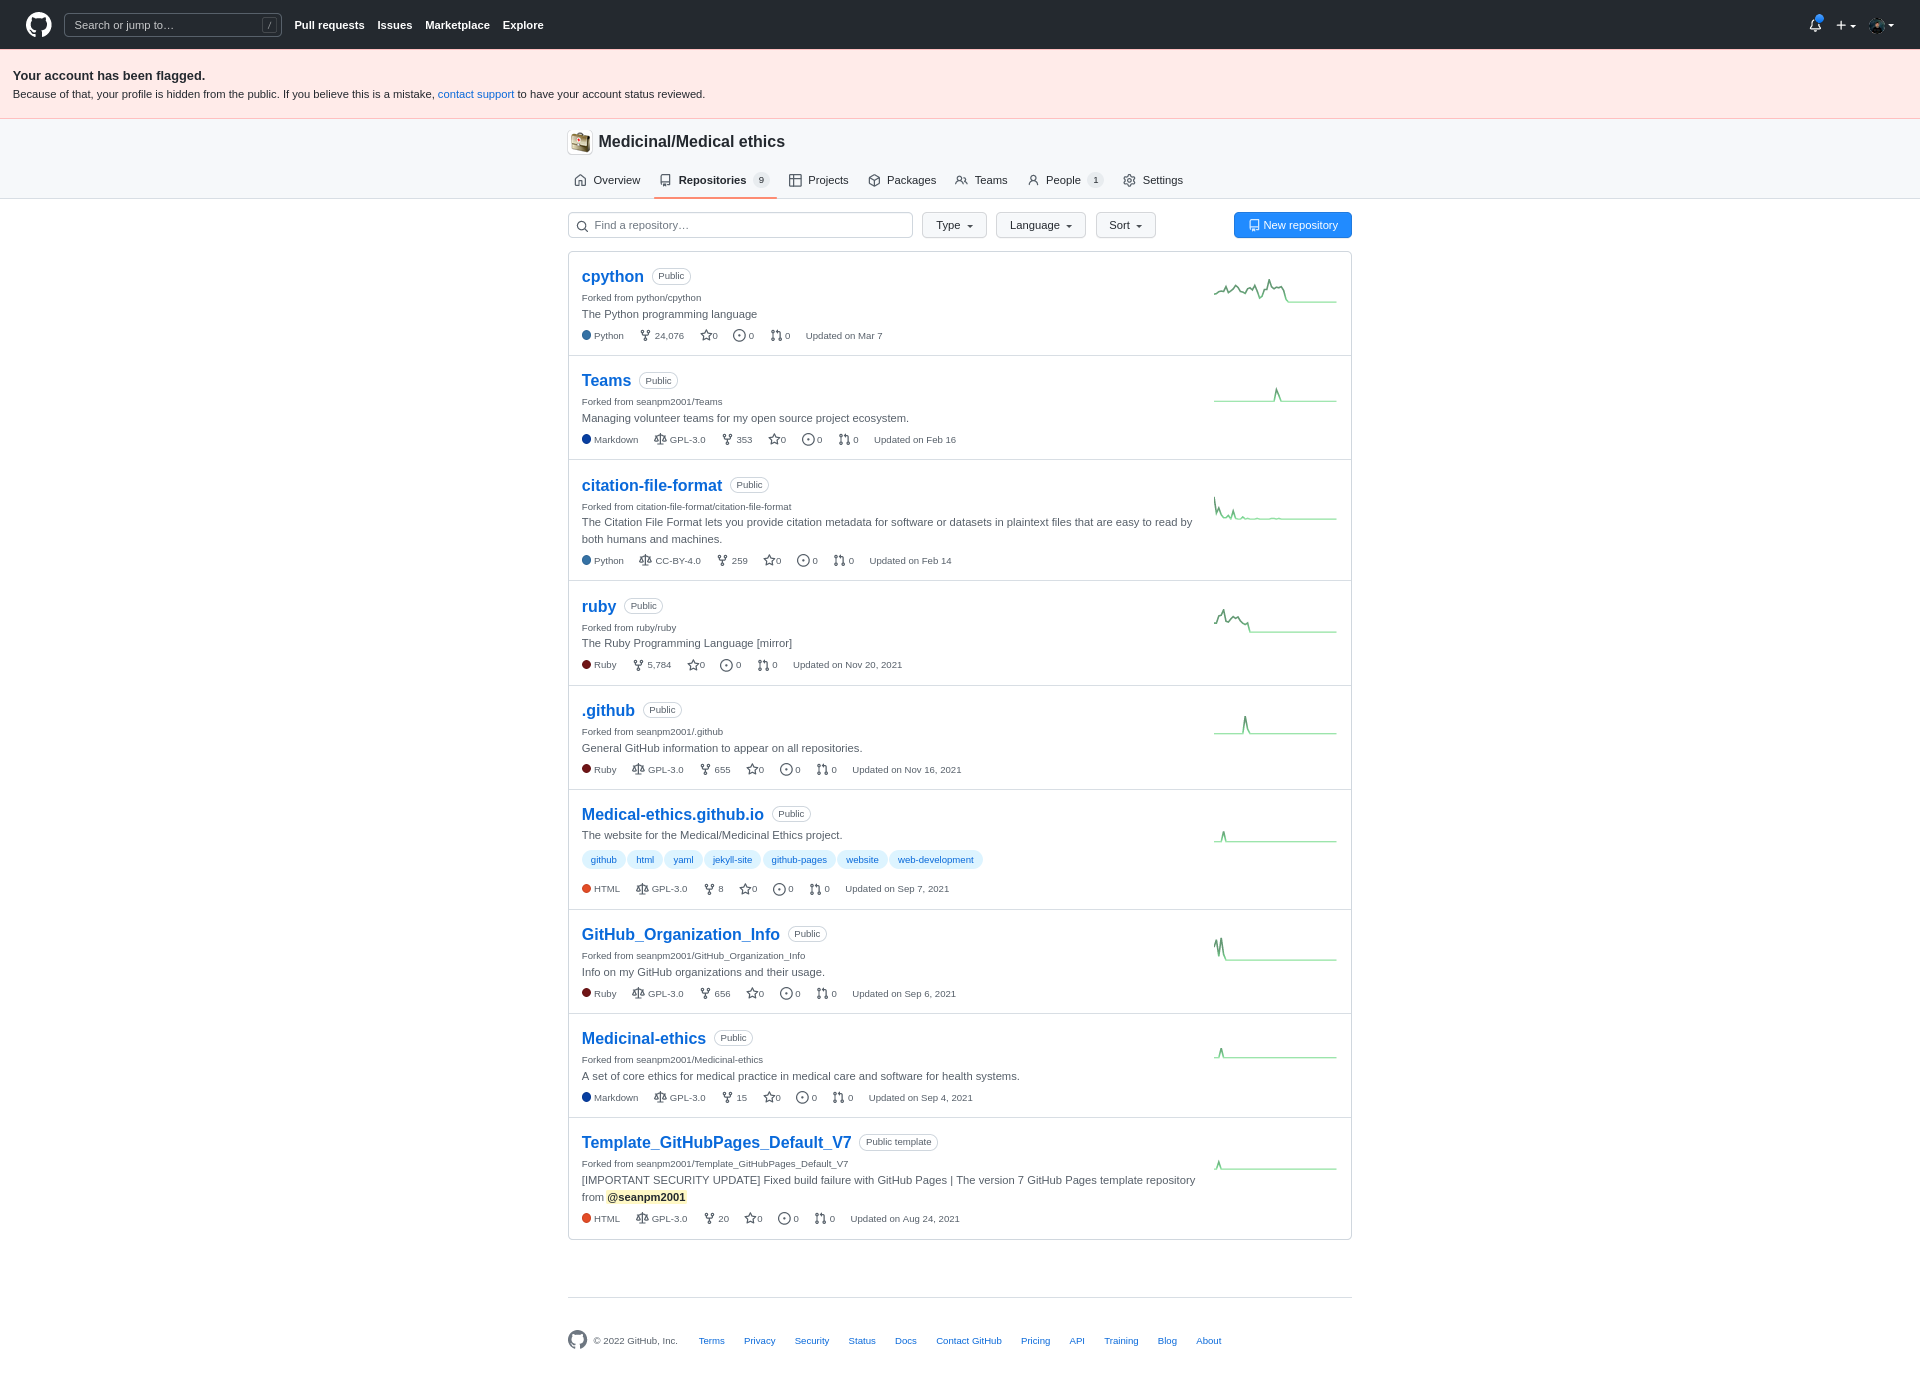 Search or jump to… / Pull requests Issues Marketplace Explore
Your account has been flagged.
Because of that, your profile is hidden from the public. If you believe this is a mistake, contact support to have your account status reviewed.
Medicinal/Medical ethics
Overview Repositories 9 Projects Packages Teams People 1 Settings
Find a repository… Type Language Sort New repository
cpython Public
Forked from python/cpython
The Python programming language
Python 24,076 0 0 0 Updated on Mar 7
Teams Public
Forked from seanpm2001/Teams
Managing volunteer teams for my open source project ecosystem.
Markdown GPL-3.0 353 0 0 0 Updated on Feb 16
citation-file-format Public
Forked from citation-file-format/citation-file-format
The Citation File Format lets you provide citation metadata for software or datasets in plaintext files that are easy to read by
both humans and machines.
Python CC-BY-4.0 259 0 0 0 Updated on Feb 14
ruby Public
Forked from ruby/ruby
The Ruby Programming Language [mirror]
Ruby 5,784 0 0 0 Updated on Nov 20, 2021
.github Public
Forked from seanpm2001/.github
General GitHub information to appear on all repositories.
Ruby GPL-3.0 655 0 0 0 Updated on Nov 16, 2021
Medical-ethics.github.io Public
The website for the Medical/Medicinal Ethics project.
github html yaml jekyll-site github-pages website web-development
HTML GPL-3.0 8 0 0 0 Updated on Sep 7, 2021
GitHub_Organization_Info Public
Forked from seanpm2001/GitHub_Organization_Info
Info on my GitHub organizations and their usage.
Ruby GPL-3.0 656 0 0 0 Updated on Sep 6, 2021
Medicinal-ethics Public
Forked from seanpm2001/Medicinal-ethics
A set of core ethics for medical practice in medical care and software for health systems.
Markdown GPL-3.0 15 0 0 0 Updated on Sep 4, 2021
Template_GitHubPages_Default_V7 Public template
Forked from seanpm2001/Template_GitHubPages_Default_V7
[IMPORTANT SECURITY UPDATE] Fixed build failure with GitHub Pages | The version 7 GitHub Pages template repository
from @seanpm2001
HTML GPL-3.0 20 0 0 0 Updated on Aug 24, 2021
© 2022 GitHub, Inc. Terms Privacy Security Status Docs Contact GitHub Pricing API Training Blog About